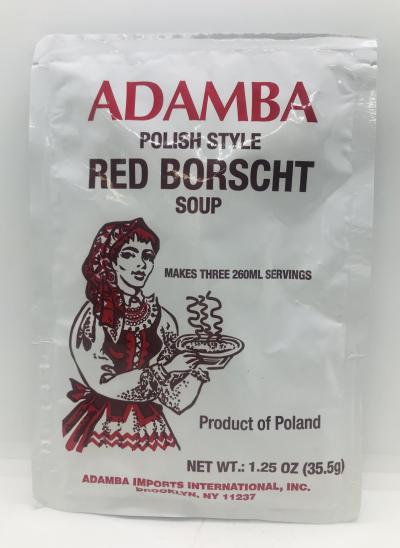 ADAMBA
POLISH STYLE
RED BORSCHT
SOUP
MAKES THREE 260ML SERVINGS
Product of Poland
NET WT.: 1.25 OZ (35.5g)
ADAMBA IMPORTS INTERNATIONAL, INC.
BROOKLYN, NY 11237